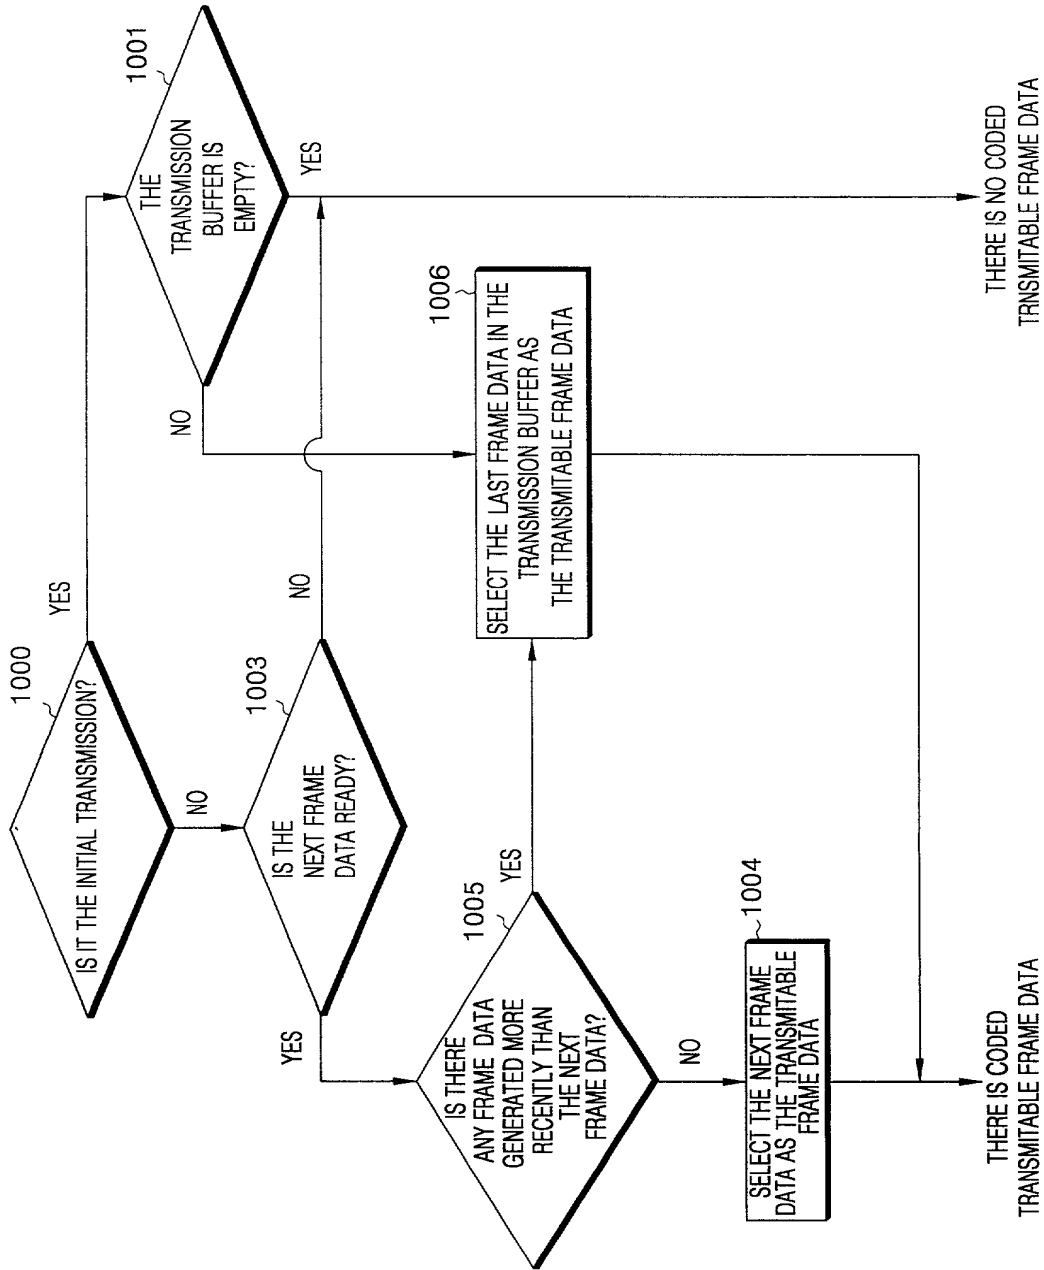 1000
IS IT THE INITIAL TRANSMISSION?
YES
NO
1001
THE
TRANSMISSION
BUFFER IS
EMPTY?
NO
YES
1003
IS THE
NEXT FRAME
DATA READY?
YES
NO
1005
IS THERE
ANY FRAME DATA
GENERATED MORE
RECENTLY THAN
THE NEXT
FRAME DATA?
YES
NO
1006
SELECT THE LAST FRAME DATA IN THE
TRANSMISSION BUFFER AS
THE TRANSMITABLE FRAME DATA
1004
SELECT THE NEXT FRAME
DATA AS THE TRANSMITABLE
FRAME DATA
THERE IS CODED
TRANSMITABLE FRAME DATA
THERE IS NO CODED
TRNSMITABLE FRAME DATA